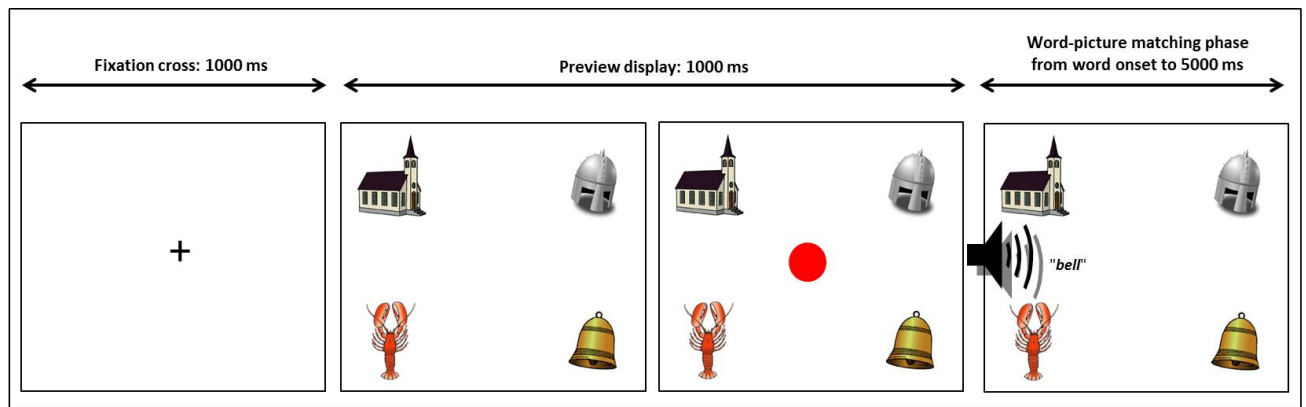 Fixation cross: 1000 ms
Preview display: 1000 ms
Word-picture matching phase
from word onset to 5000 ms
"bell"